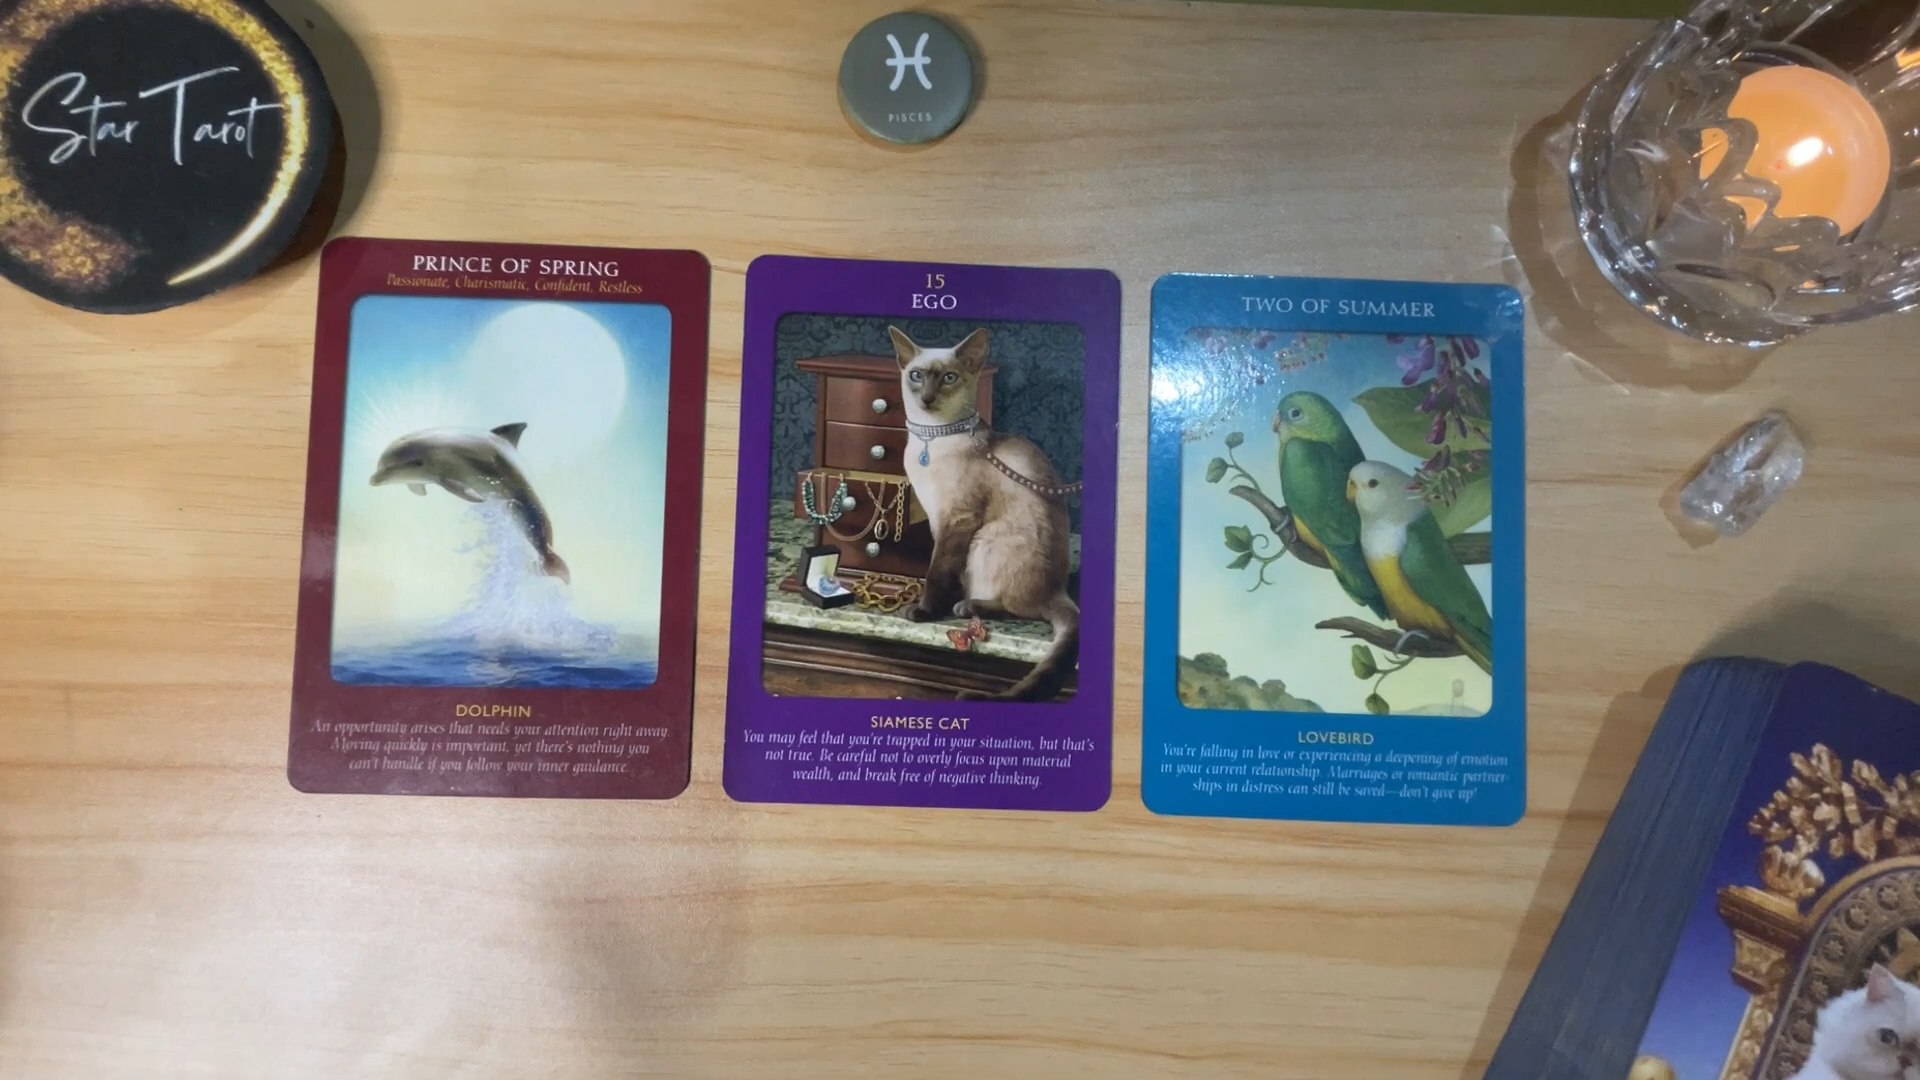 Star Tarot
PISCES
PRINCE OF SPRING
Passionate, Charismatic, Confident, Restless
DOLPHIN
An opportunity arises that needs your attention right away.
Moving quickly is important, yet there's nothing you
can't handle if you follow your inner guidance.
15
EGO
SIAMESE CAT
You may feel that you're trapped in your situation, but that's
not true. Be careful not to overly focus upon material
wealth, and break free of negative thinking.
TWO OF SUMMER
LOVEBIRD
You're falling in love or experiencing a deepening of emotion
in your current relationship. Marriages or romantic partner-
ships in distress can still be saved—don't give up!